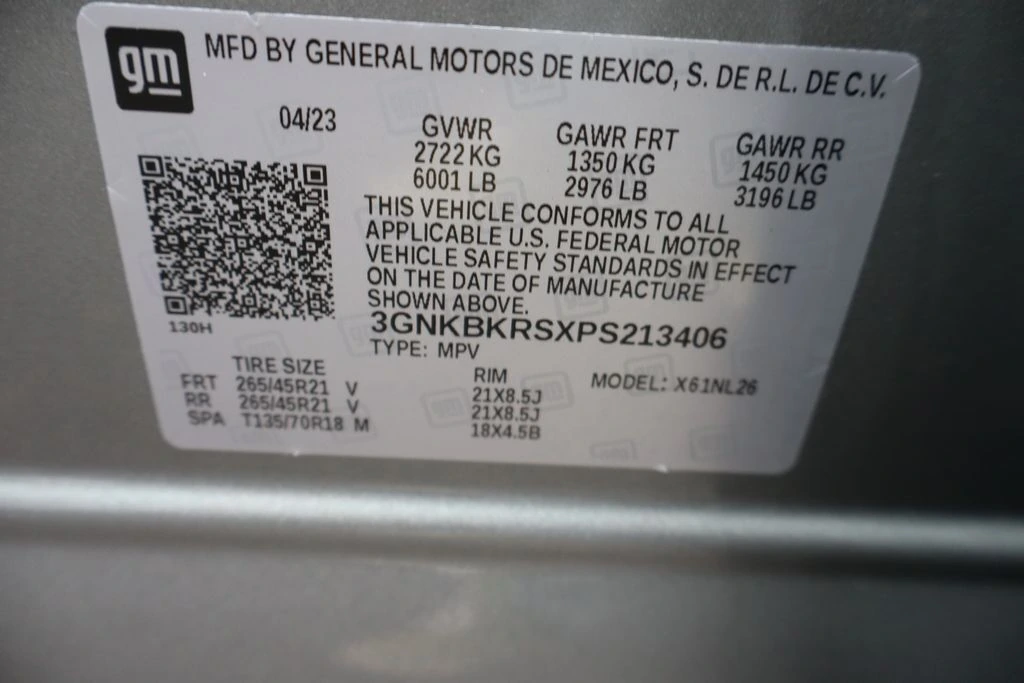 gm MFD BY GENERAL MOTORS DE MEXICO, S. DE R.L. DE C.V.
04/23 GVWR GAWR FRT GAWR RR
2722 KG 1350 KG 1450 KG
6001 LB 2976 LB 3196 LB
THIS VEHICLE CONFORMS TO ALL
APPLICABLE U.S. FEDERAL MOTOR
VEHICLE SAFETY STANDARDS IN EFFECT
ON THE DATE OF MANUFACTURE
SHOWN ABOVE.
130H 3GNKBKRSXPS213406
TYPE: MPV
TIRE SIZE RIM MODEL: X61NL26
FRT 265/45R21 V 21X8.5J
RR 265/45R21 V 21X8.5J
SPA T135/70R18 M 18X4.5B